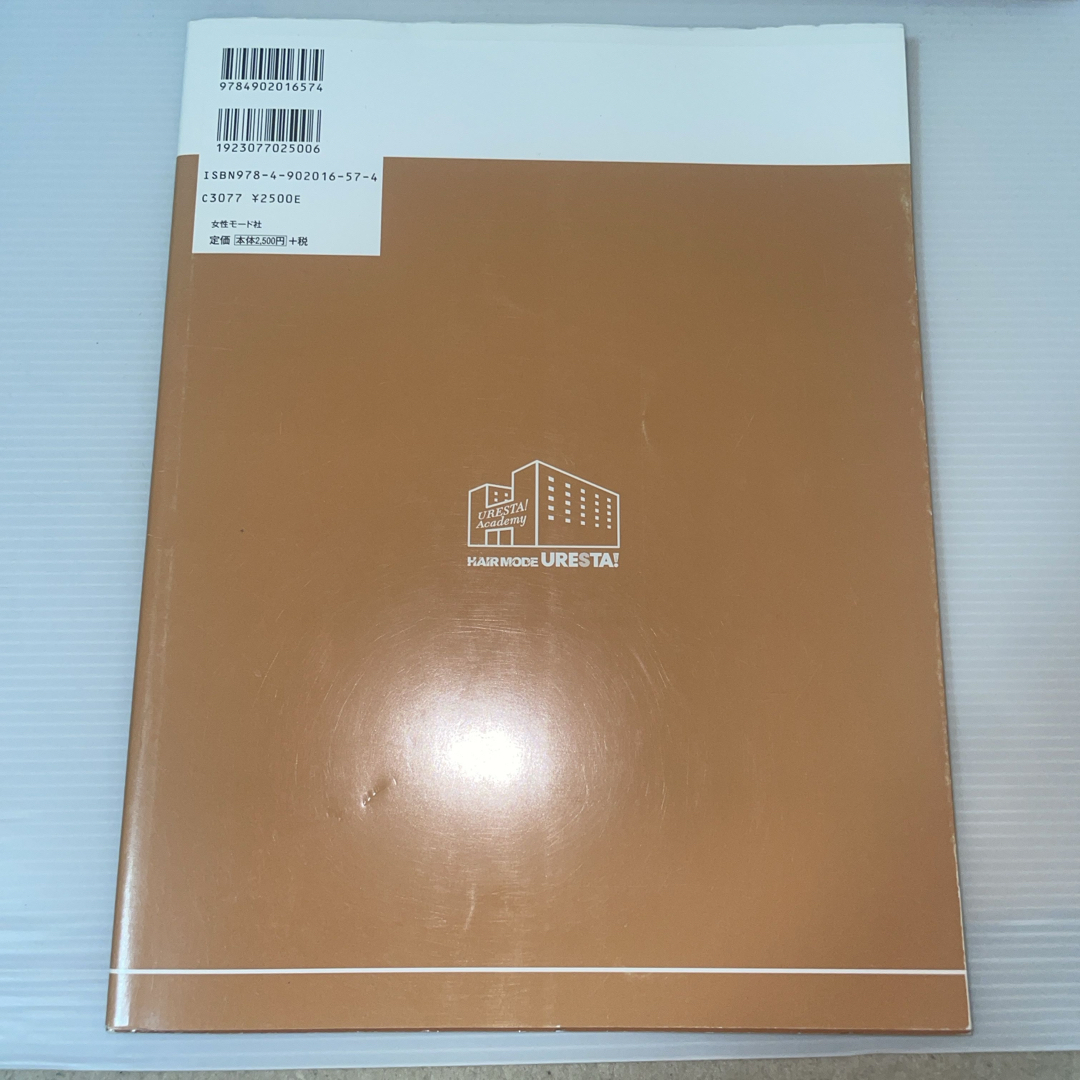 9784902016574
1923077025006
ISBN978-4-902016-57-4
C3077 ¥2500E
女性モード社
定価 本体2,500円 +税
URESTA!
Academy
HAIR MODE URESTA!